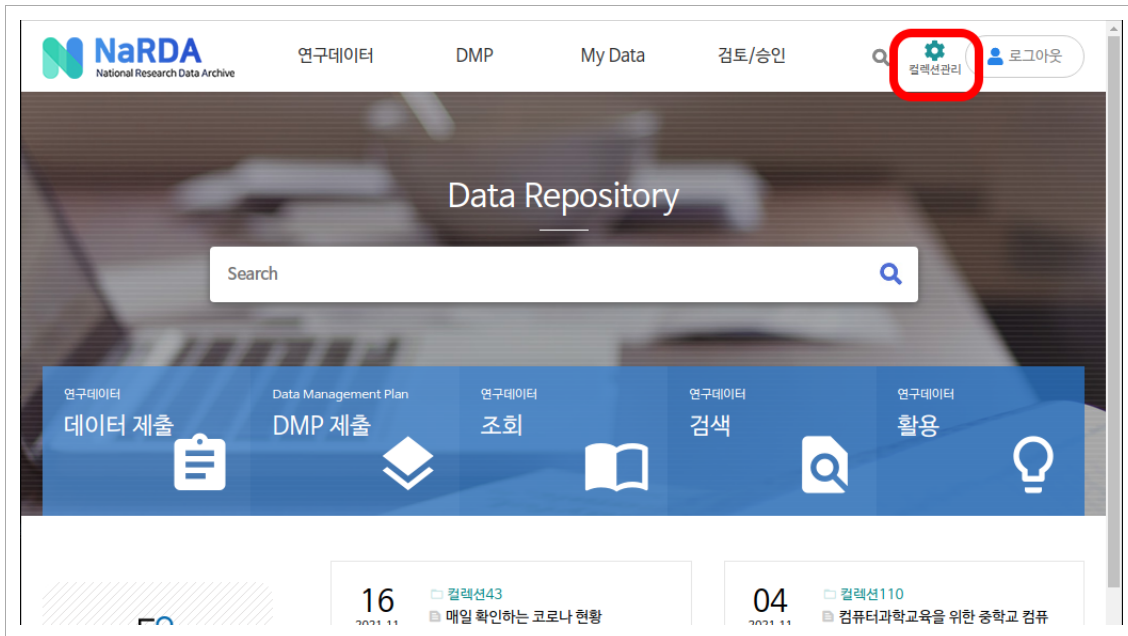 NaRDA
National Research Data Archive
연구데이터
DMP
My Data
검토/승인
컬렉션관리
로그아웃
Data Repository
Search
연구데이터
데이터 제출
Data Management Plan
DMP 제출
연구데이터
조회
연구데이터
검색
연구데이터
활용
16
2021.11
컬렉션43
매일 확인하는 코로나 현황
04
2021.11
컬렉션110
컴퓨터과학교육을 위한 중학교 컴퓨